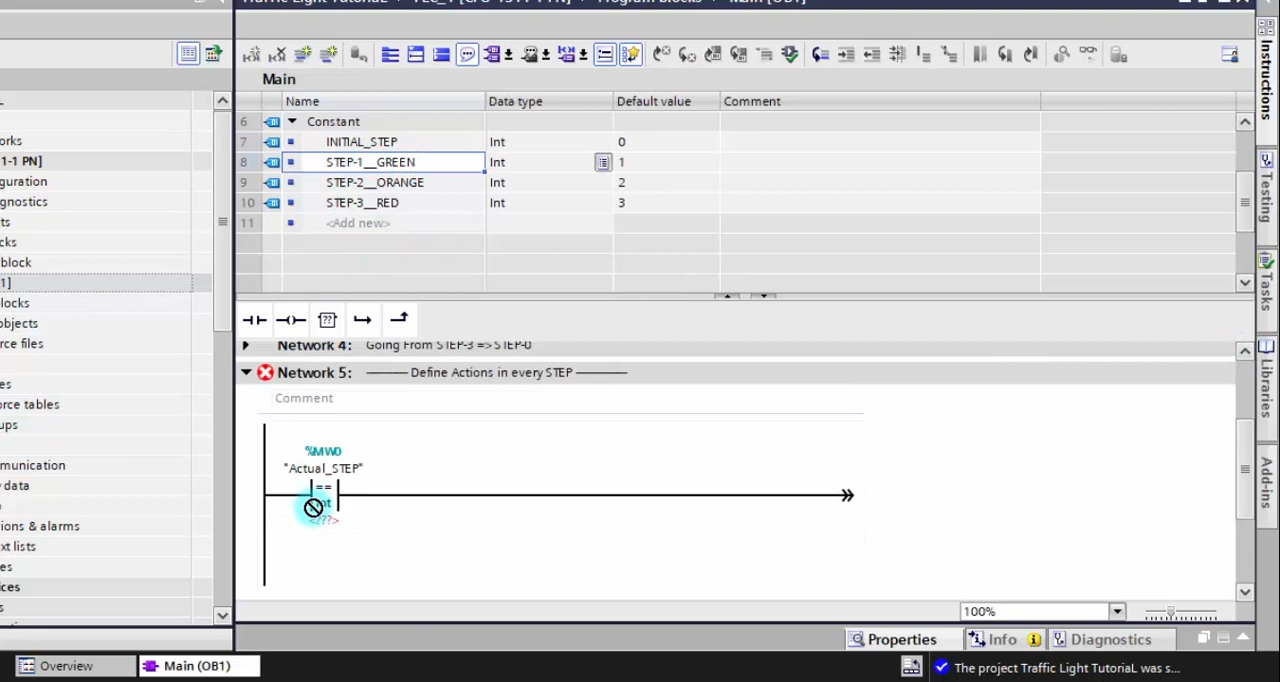 Main
Name Data type Default value Comment
6 Constant
7 INITIAL_STEP Int 0
8 STEP-1__GREEN Int 1
9 STEP-2__ORANGE Int 2
10 STEP-3__RED Int 3
11 <Add new>
orks
1-1 PN]
guration
gnostics
ts
cks
block
1]
locks
objects
rce files
es
orce tables
ups
munication
y data
ions & alarms
xt lists
es
ices
s
Network 4: Going From STEP-3 => STEP-0
Network 5: ——— Define Actions in every STEP ————
Comment
%MW0
"Actual_STEP"
==
Int
<???>
100%
Properties Info Diagnostics
Overview Main (OB1) The project Traffic Light TutoriaL was s...
Instructions
Testing
Tasks
Libraries
Add-ins